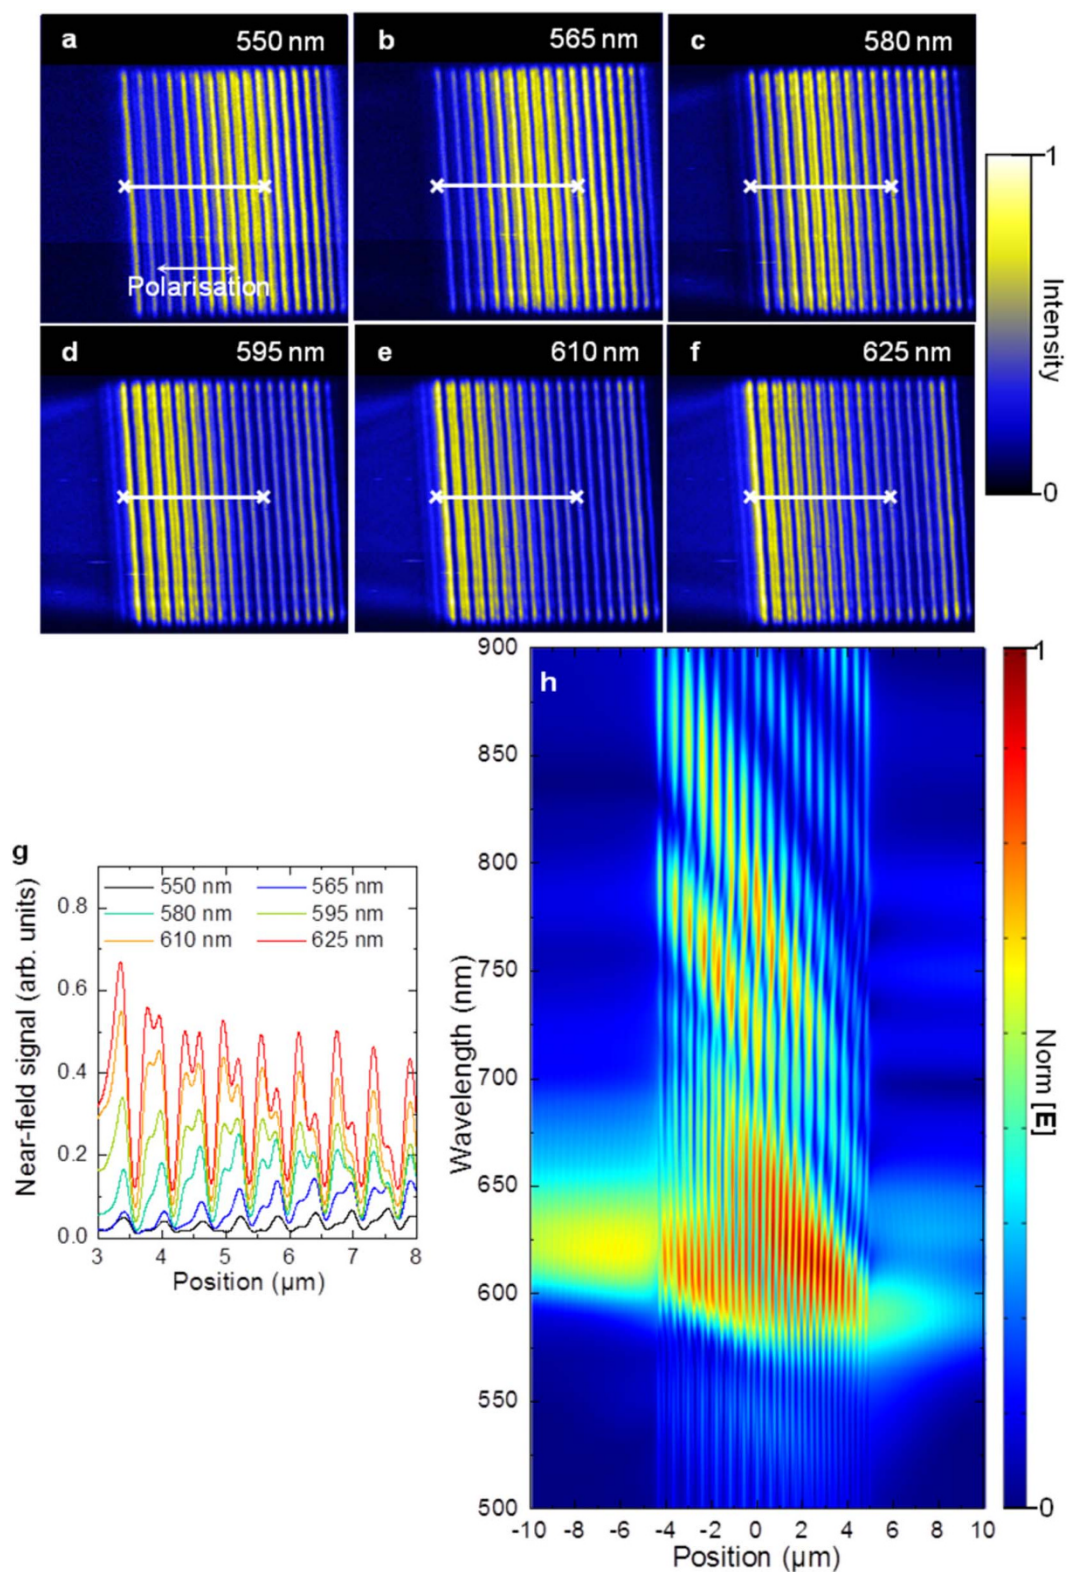 a 550 nm
b 565 nm
c 580 nm
Polarisation
d 595 nm
e 610 nm
f 625 nm
1
Intensity
0
g
Near-field signal (arb. units)
0.8
0.6
0.4
0.2
0.0
550 nm 565 nm
580 nm 595 nm
610 nm 625 nm
3 4 5 6 7 8
Position (µm)
h
Wavelength (nm)
900
850
800
750
700
650
600
550
500
-10 -8 -6 -4 -2 0 2 4 6 8 10
Position (µm)
1
Norm [E]
0